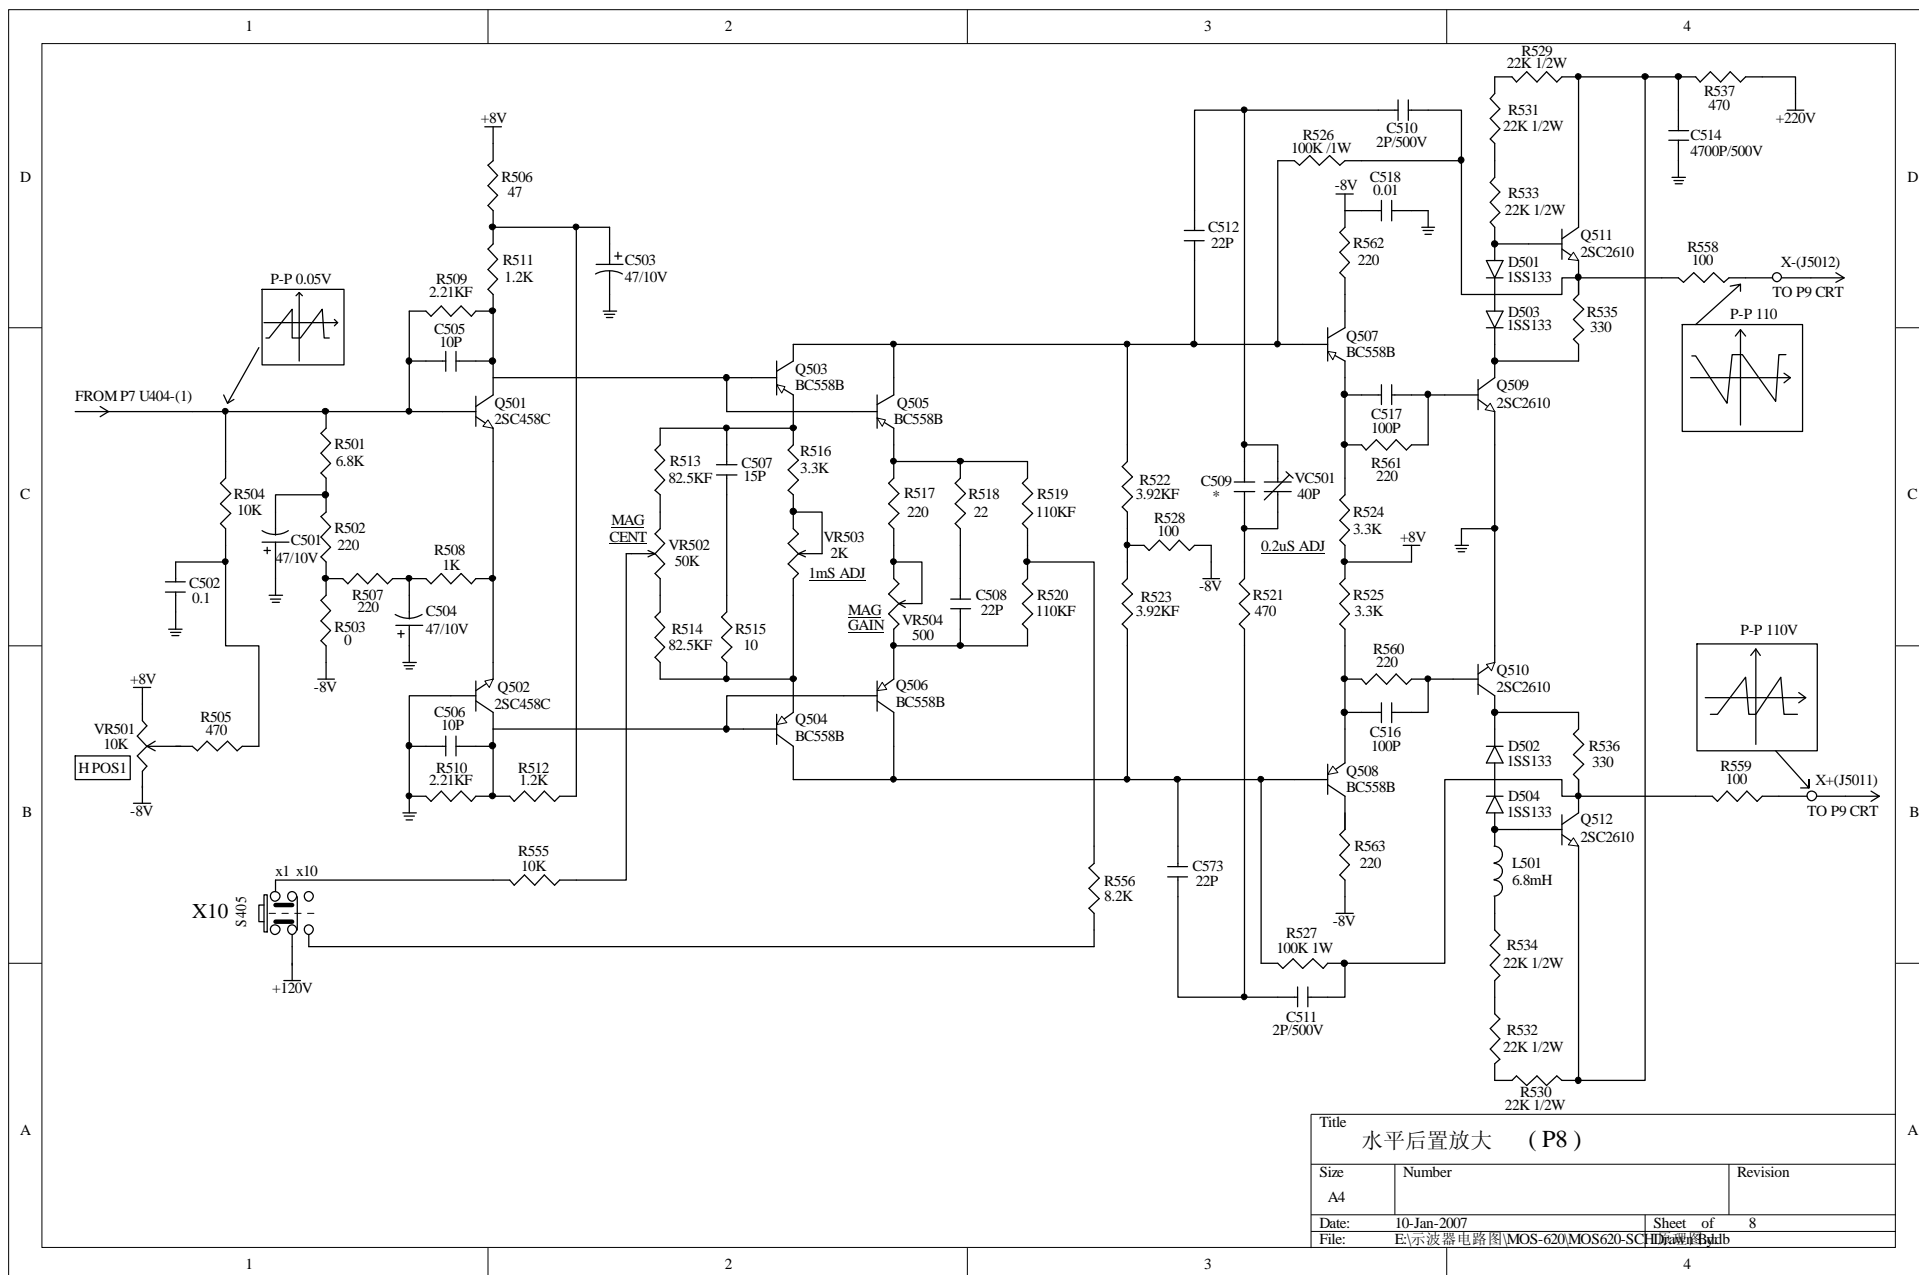 1 2 3 4
D
C
B
A
D
C
B
A
+8V
R506
47
R511
1.2K
C503
47/10V
P-P 0.05V
R509
2.21KF
C505
10P
FROM P7 U404-(1)
Q501
2SC458C
R501
6.8K
R504
10K
C501
47/10V
R502
220
R508
1K
C502
0.1
R507
220
C504
47/10V
R503
0
-8V
+8V
VR501
10K
H POS1
-8V
R505
470
Q502
2SC458C
C506
10P
R510
2.21KF
R512
1.2K
x1 x10
X10
S405
+120V
R555
10K
Q503
BC558B
Q505
BC558B
R513
82.5KF
C507
15P
R516
3.3K
MAG
CENT
VR502
50K
VR503
2K
1mS ADJ
R517
220
R518
22
R519
110KF
MAG
GAIN
VR504
500
C508
22P
R520
110KF
R514
82.5KF
R515
10
Q506
BC558B
Q504
BC558B
R556
8.2K
C512
22P
R526
100K /1W
C510
2P/500V
-8V
C518
0.01
R562
220
Q507
BC558B
C517
100P
R561
220
R522
3.92KF
R528
100
-8V
R523
3.92KF
C509
*
VC501
40P
0.2uS ADJ
R524
3.3K
+8V
R521
470
R525
3.3K
R560
220
C516
100P
Q508
BC558B
R563
220
-8V
C573
22P
R527
100K 1W
C511
2P/500V
R529
22K 1/2W
R531
22K 1/2W
R533
22K 1/2W
R537
470
+220V
C514
4700P/500V
Q511
2SC2610
D501
1SS133
D503
1SS133
R535
330
R558
100
X-(J5012)
TO P9 CRT
P-P 110
Q509
2SC2610
Q510
2SC2610
P-P 110V
D502
1SS133
D504
1SS133
R536
330
R559
100
X+(J5011)
TO P9 CRT
Q512
2SC2610
L501
6.8mH
R534
22K 1/2W
R532
22K 1/2W
R530
22K 1/2W
Title
水平后置放大 ( P8 )
Size Number Revision
A4
Date: 10-Jan-2007 Sheet of 8
File: E:\示波器电路图\MOS-620\MOS620-SCH
1 2 3 4